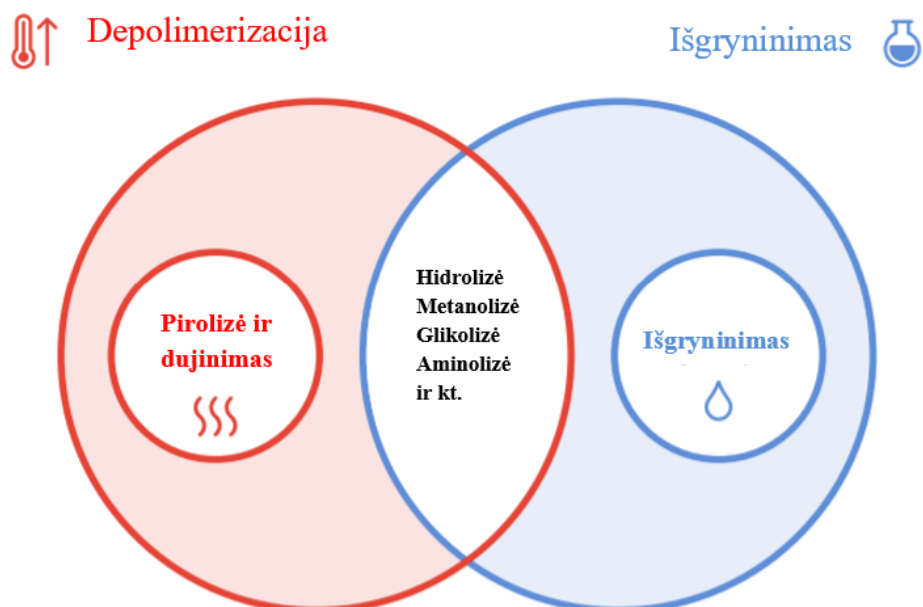 Depolimerizacija
Išgryninimas
Pirolizė ir
dujinimas
Hidrolizė
Metanolizė
Glikolizė
Aminolizė
ir kt.
Išgryninimas